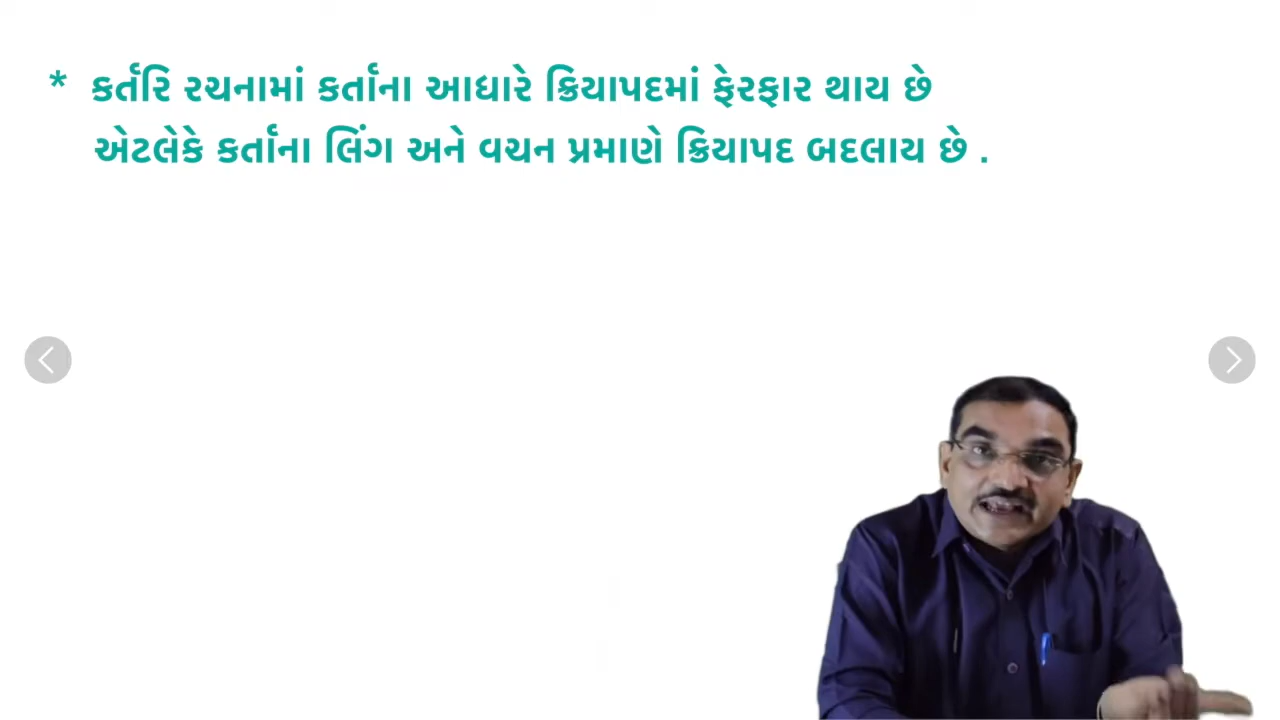 * કર્તરિ રચનામાં કર્તાના આધારે ક્રિયાપદમાં ફેરફાર થાય છે
એટલેકે કર્તાના લિંગ અને વચન પ્રમાણે ક્રિયાપદ બદલાય છે .